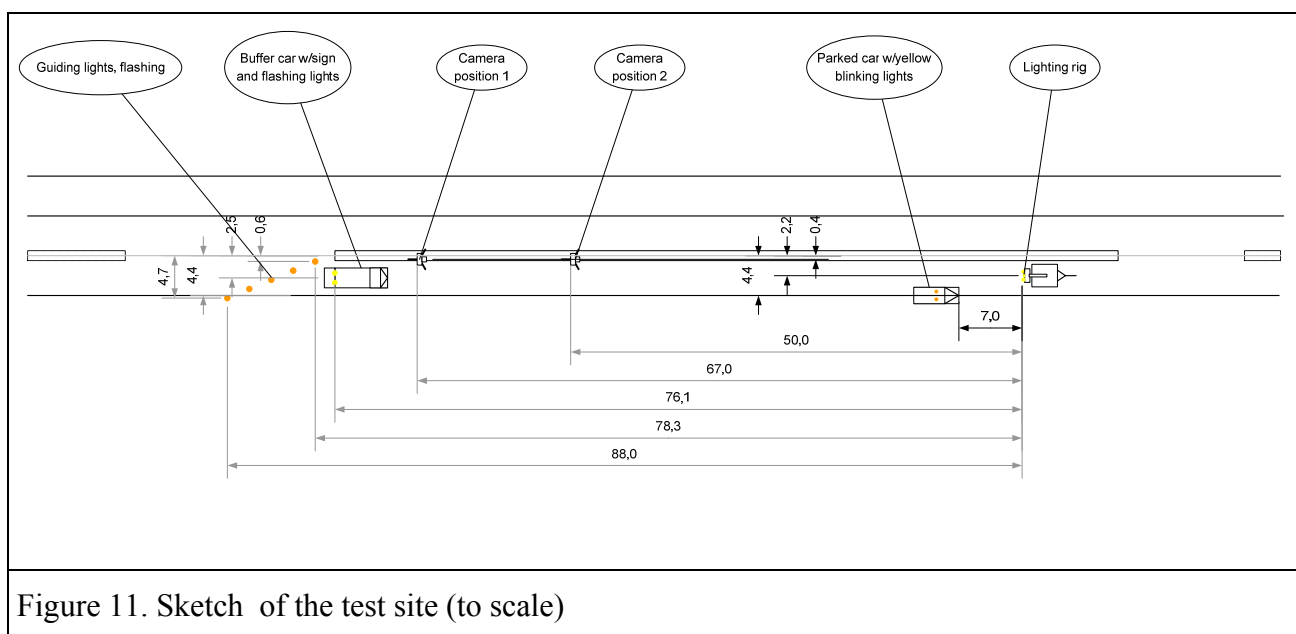 Guiding lights, flashing
Buffer car w/sign
and flashing lights
Camera
position 1
Camera
position 2
Parked car w/yellow
blinking lights
Lighting rig
4,7
4,4
2,5
0,6
4,4
2,2
0,4
7,0
50,0
67,0
76,1
78,3
88,0
Figure 11. Sketch of the test site (to scale)